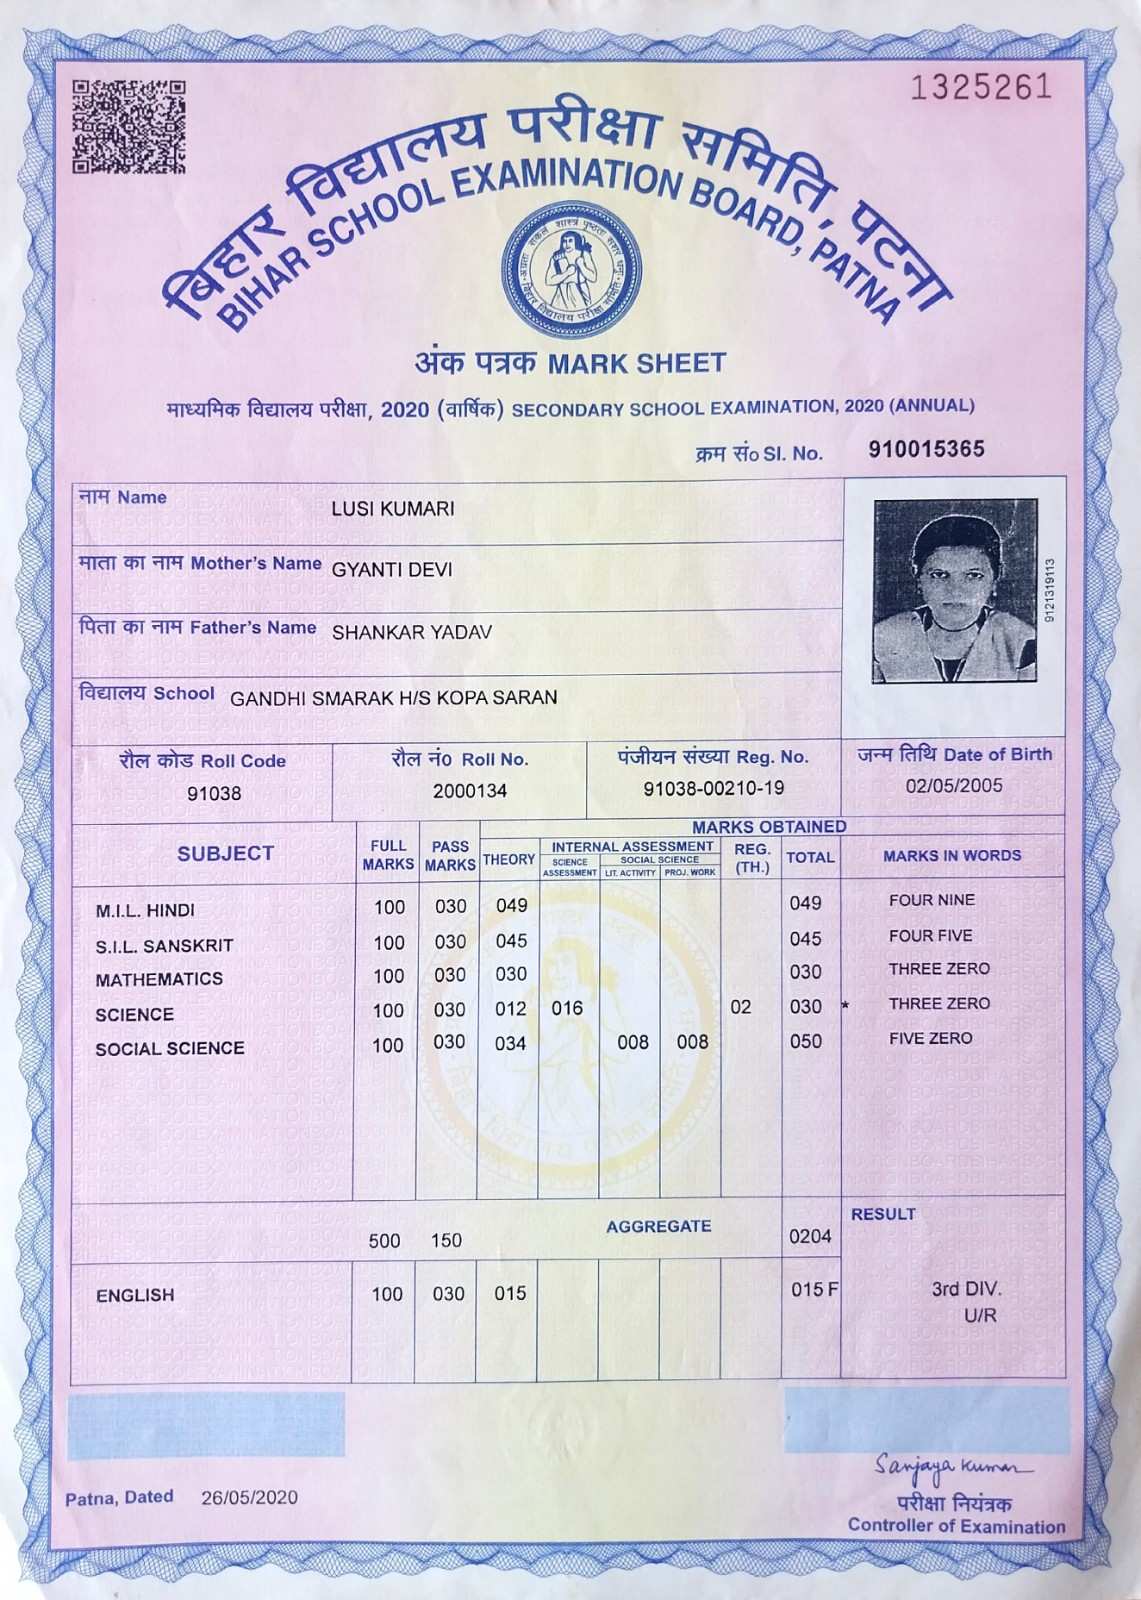 1325261
बिहार विद्यालय परीक्षा समिति, पटना
BIHAR SCHOOL EXAMINATION BOARD, PATNA
अंक पत्रक MARK SHEET
माध्यमिक विद्यालय परीक्षा, 2020 (वार्षिक) SECONDARY SCHOOL EXAMINATION, 2020 (ANNUAL)
क्रम सं० Sl. No. 910015365
नाम Name LUSI KUMARI
माता का नाम Mother's Name GYANTI DEVI
9121319113
पिता का नाम Father's Name SHANKAR YADAV
विद्यालय School GANDHI SMARAK H/S KOPA SARAN
रौल कोड Roll Code रौल नं० Roll No. पंजीयन संख्या Reg. No. जन्म तिथि Date of Birth
91038 2000134 91038-00210-19 02/05/2005
MARKS OBTAINED
SUBJECT FULL MARKS PASS MARKS THEORY INTERNAL ASSESSMENT REG. (TH.) TOTAL MARKS IN WORDS
SCIENCE ASSESSMENT SOCIAL SCIENCE
LIT. ACTIVITY PROJ. WORK
M.I.L. HINDI 100 030 049 049 FOUR NINE
S.I.L. SANSKRIT 100 030 045 045 FOUR FIVE
MATHEMATICS 100 030 030 030 THREE ZERO
SCIENCE 100 030 012 016 02 030 * THREE ZERO
SOCIAL SCIENCE 100 030 034 008 008 050 FIVE ZERO
500 150 AGGREGATE 0204 RESULT
ENGLISH 100 030 015 015 F 3rd DIV.
U/R
Sanjaya Kumar
Patna, Dated 26/05/2020
परीक्षा नियंत्रक
Controller of Examination